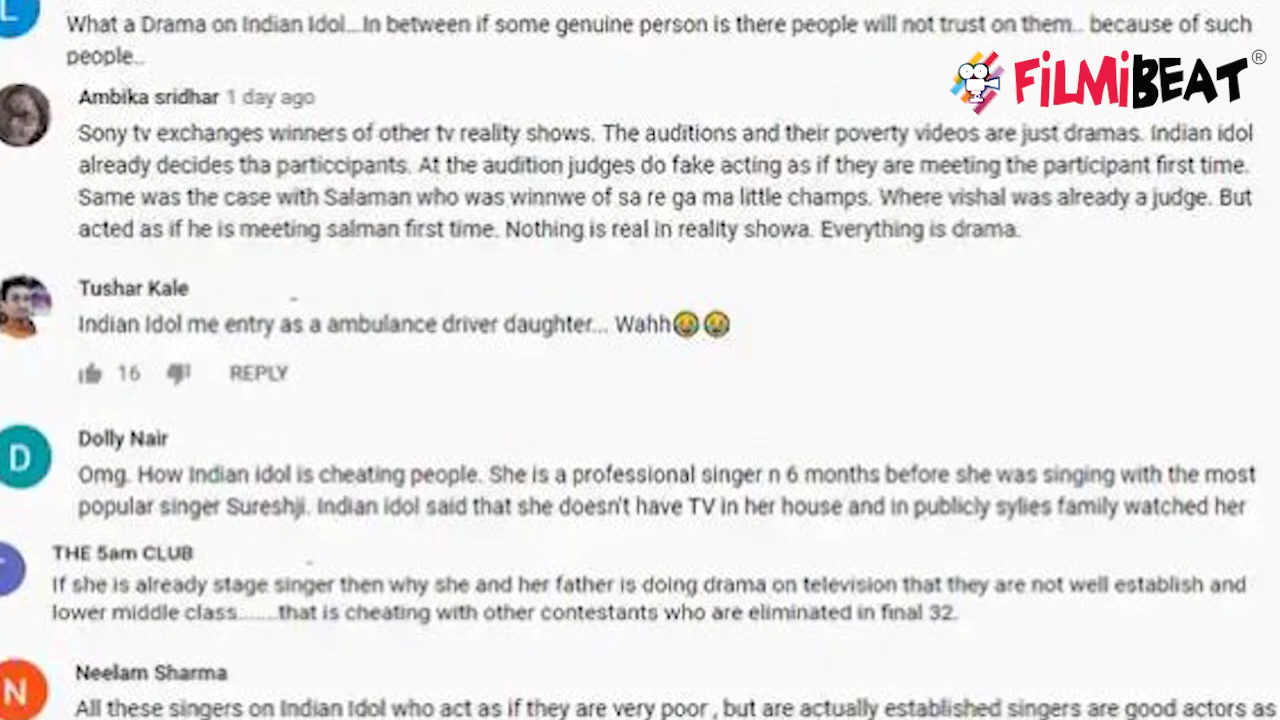 What a Drama on Indian Idol...In between if some genuine person is there people will not trust on them.. because of such
people..
FiLMiBEAT®
Ambika sridhar 1 day ago
Sony tv exchanges winners of other tv reality shows. The auditions and their poverty videos are just dramas. Indian idol
already decides tha particcipants. At the audition judges do fake acting as if they are meeting the participant first time.
Same was the case with Salaman who was winnwe of sa re ga ma little champs. Where vishal was already a judge. But
acted as if he is meeting salman first time. Nothing is real in reality showa. Everything is drama.
Tushar Kale
Indian Idol me entry as a ambulance driver daughter... Wahh😂😂
16 REPLY
D
Dolly Nair
Omg. How Indian idol is cheating people. She is a professional singer n 6 months before she was singing with the most
popular singer Sureshji. Indian idol said that she doesn't have TV in her house and in publicly sylies family watched her
THE 5am CLUB
If she is already stage singer then why she and her father is doing drama on television that they are not well establish and
lower middle class.......that is cheating with other contestants who are eliminated in final 32.
N
Neelam Sharma
All these singers on Indian Idol who act as if they are very poor , but are actually established singers are good actors as